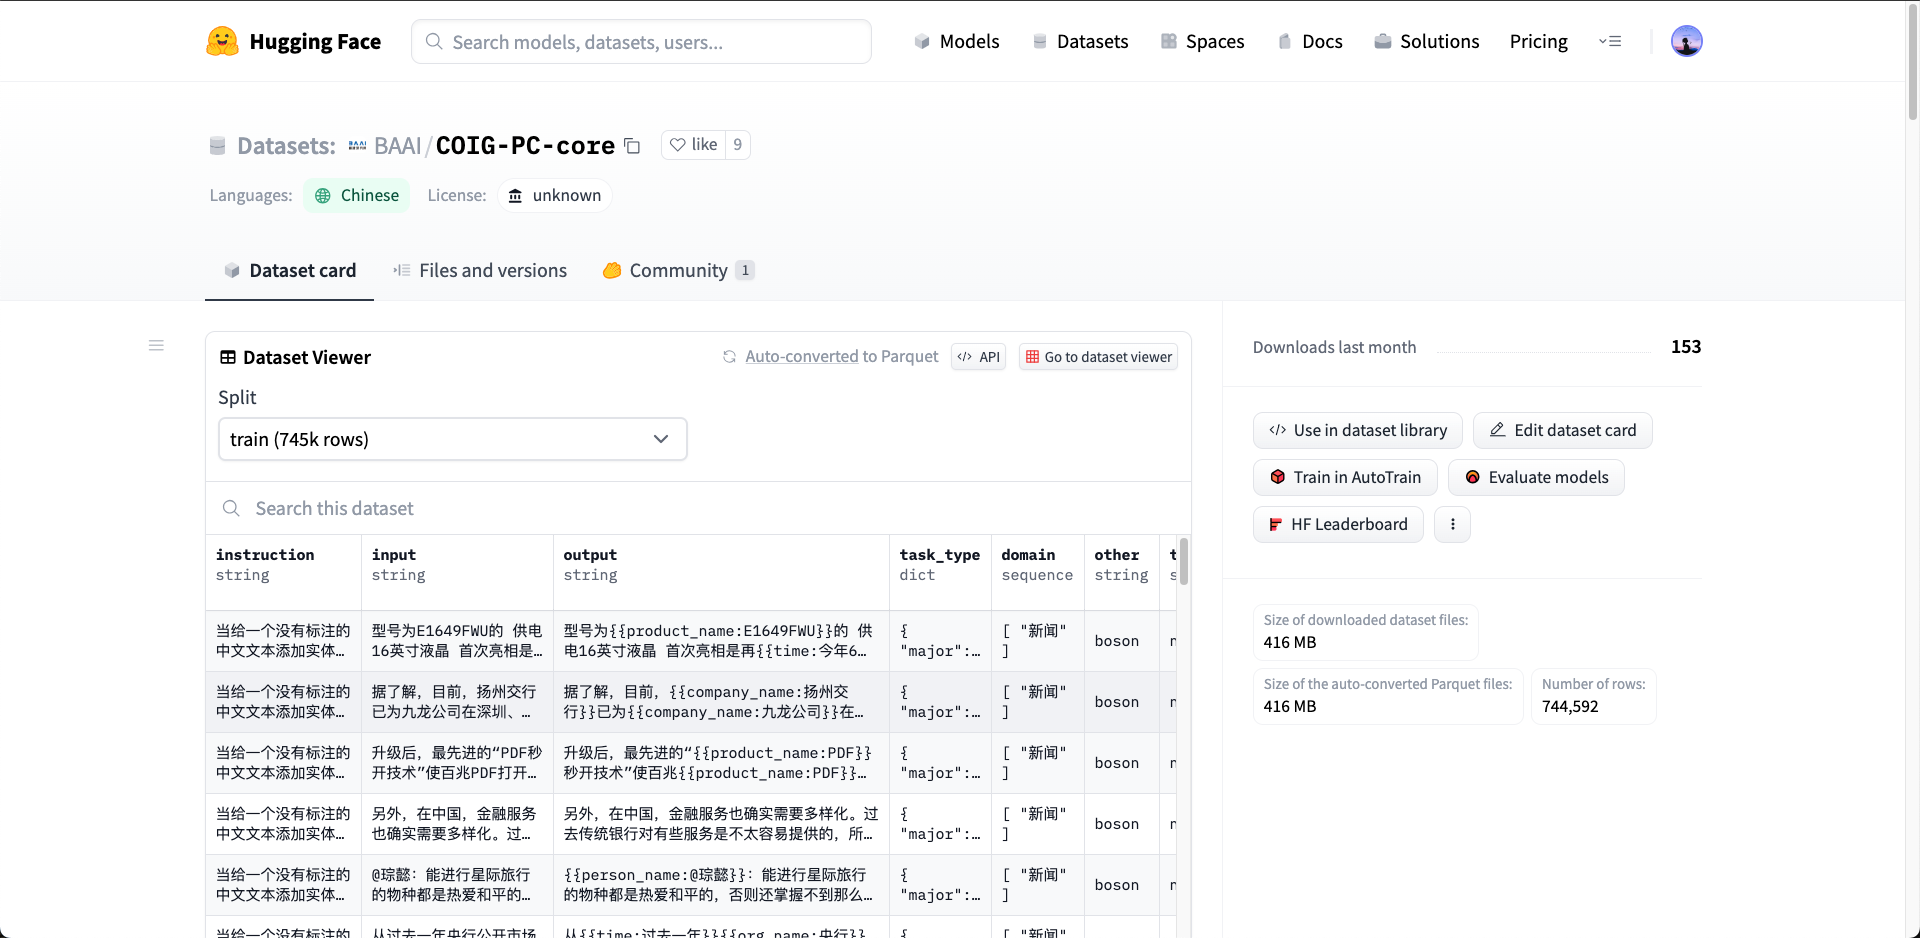 Hugging Face
Search models, datasets, users...
Models
Datasets
Spaces
Docs
Solutions
Pricing
Datasets: BAAI/COIG-PC-core
like 9
Languages: Chinese License: unknown
Dataset card
Files and versions
Community 1
Dataset Viewer
Auto-converted to Parquet
API
Go to dataset viewer
Split
train (745k rows)
Search this dataset
instruction input output task_type domain other
string string string dict sequence string
当给一个没有标注的 型号为E1649FWU的 供电 型号为{{product_name:E1649FWU}}的 供 { [ "新闻" boson
中文文本添加实体… 16英寸液晶 首次亮相是… 电16英寸液晶 首次亮相是再{{time:今年6… "major":… ]
当给一个没有标注的 据了解，目前，扬州交行 据了解，目前，{{company_name:扬州交 { [ "新闻" boson
中文文本添加实体… 已为九龙公司在深圳、… 行}}已为{{company_name:九龙公司}}在… "major":… ]
当给一个没有标注的 升级后，最先进的“PDF秒 升级后，最先进的“{{product_name:PDF}} { [ "新闻" boson
中文文本添加实体… 开技术”使百兆PDF打开… 秒开技术”使百兆{{product_name:PDF}}… "major":… ]
当给一个没有标注的 另外，在中国，金融服务 另外，在中国，金融服务也确实需要多样化。过 { [ "新闻" boson
中文文本添加实体… 也确实需要多样化。过… 去传统银行对有些服务是不太容易提供的，所… "major":… ]
当给一个没有标注的 @琮懿：能进行星际旅行 {{person_name:@琮懿}}：能进行星际旅行 { [ "新闻" boson
中文文本添加实体… 的物种都是热爱和平的… 的物种都是热爱和平的，否则还掌握不到那么… "major":… ]
当给一个没有标注的 从过去一年央行公开市场 从{{time:过去一年}}{{org_name:央行}} { [ "新闻"
Downloads last month 153
Use in dataset library
Edit dataset card
Train in AutoTrain
Evaluate models
HF Leaderboard
Size of downloaded dataset files:
416 MB
Size of the auto-converted Parquet files:
416 MB
Number of rows:
744,592